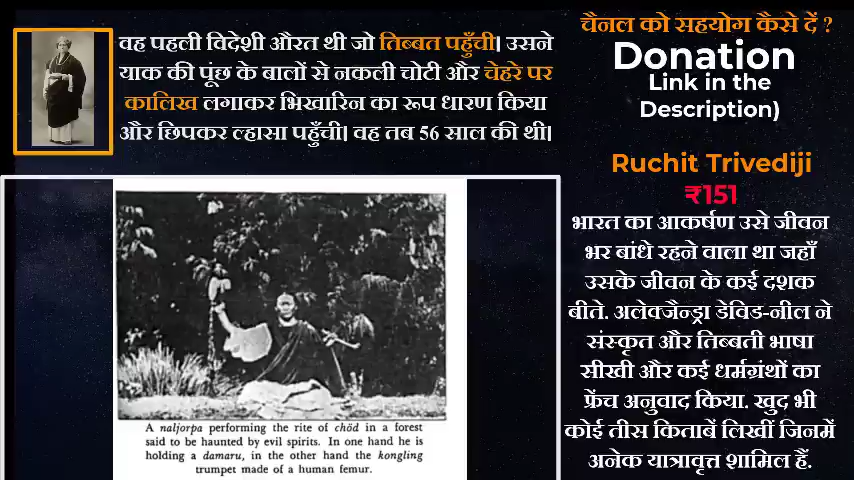 वह पहली विदेशी औरत थी जो तिब्बत पहुँची। उसने
याक की पूंछ के बालों से नकली चोटी और चेहरे पर
कालिख लगाकर भिखारिन का रूप धारण किया
और छिपकर ल्हासा पहुँची। वह तब 56 साल की थी।
A naljorpa performing the rite of chöd in a forest
said to be haunted by evil spirits. In one hand he is
holding a damaru, in the other hand the kongling
trumpet made of a human femur.
चैनल को सहयोग कैसे दें ?
Donation
Link in the
Description)
Ruchit Trivediji
₹151
भारत का आकर्षण उसे जीवन
भर बांधे रहने वाला था जहाँ
उसके जीवन के कई दशक
बीते. अलेक्जैन्ड्रा डेविड-नील ने
संस्कृत और तिब्बती भाषा
सीखी और कई धर्मग्रंथों का
फ्रेंच अनुवाद किया. खुद भी
कोई तीस किताबें लिखीं जिनमें
अनेक यात्रावृत्त शामिल हैं.